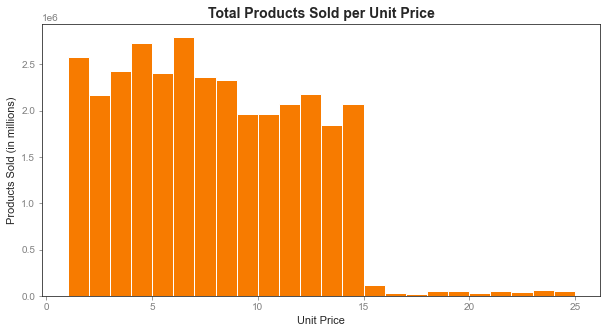 Total Products Sold per Unit Price
1e6
2.5
2.0
1.5
1.0
0.5
0.0
Products Sold (in millions)
0 5 10 15 20 25
Unit Price